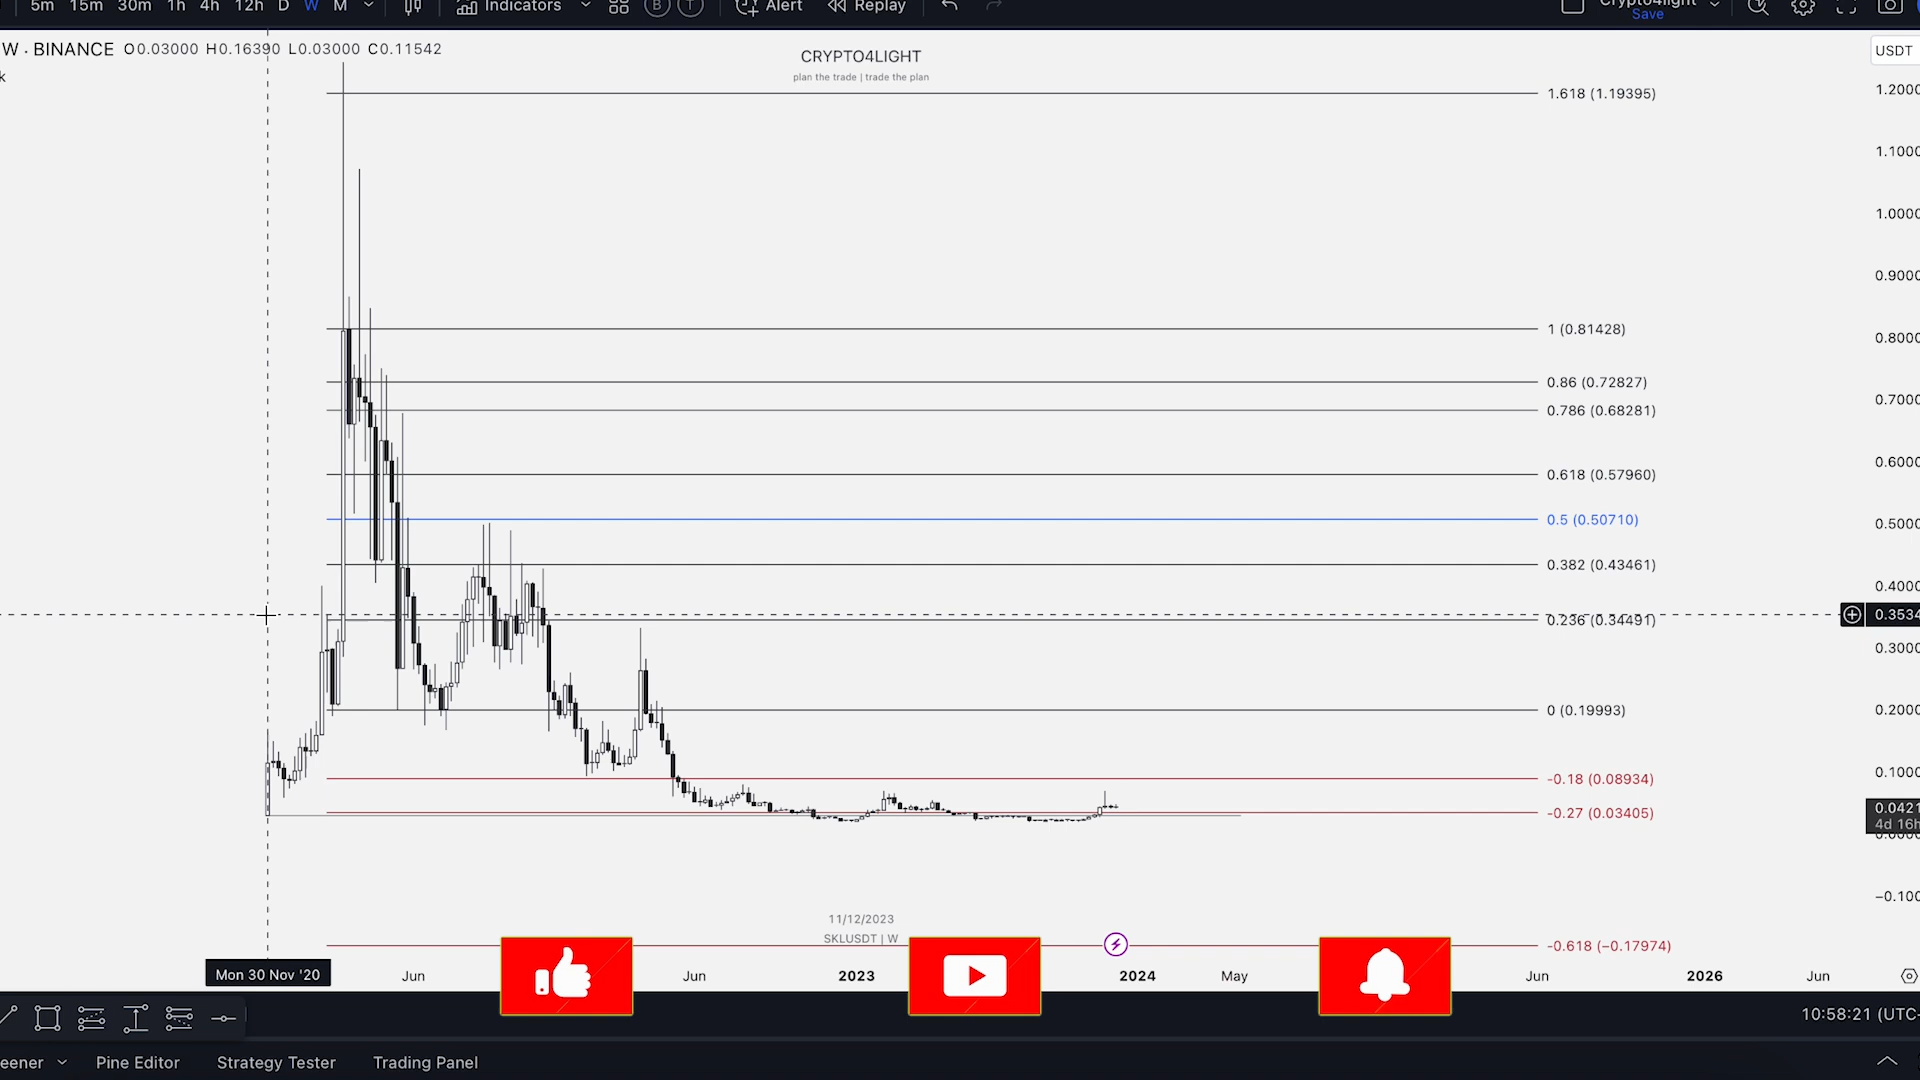 5m 15m 30m 1h 4h 12h D W M Indicators B T Alert Replay Crypto4light
Save
W · BINANCE O0.03000 H0.16390 L0.03000 C0.11542
k
CRYPTO4LIGHT
plan the trade | trade the plan
USDT
1.618 (1.19395)
1.2000
1.1000
1.0000
0.9000
1 (0.81428)
0.8000
0.86 (0.72827)
0.786 (0.68281)
0.7000
0.618 (0.57960)
0.6000
0.5 (0.50710)
0.5000
0.382 (0.43461)
0.4000
0.236 (0.34491)
0.3534
0.3000
0 (0.19993)
0.2000
-0.18 (0.08934)
0.1000
-0.27 (0.03405)
0.0421
4d 16h
−0.100
11/12/2023
SKLUSDT | W
-0.618 (−0.17974)
Mon 30 Nov '20 Jun Jun 2023 2024 May Jun 2026 Jun
10:58:21 (UTC-
eener Pine Editor Strategy Tester Trading Panel